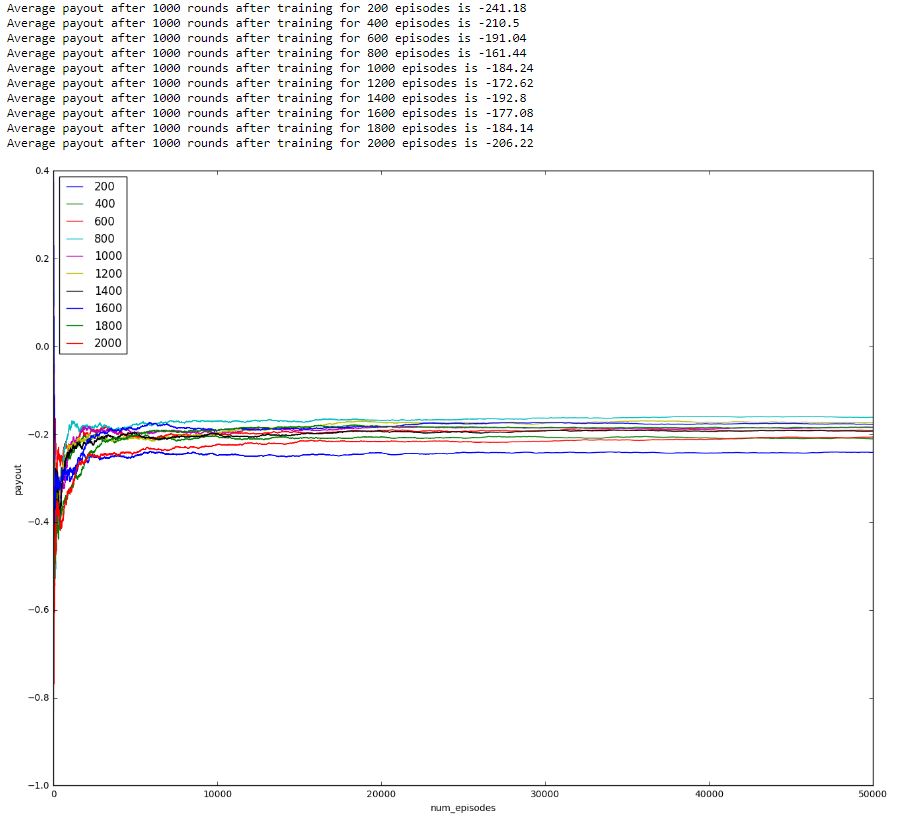 Average payout after 1000 rounds after training for 200 episodes is -241.18
Average payout after 1000 rounds after training for 400 episodes is -210.5
Average payout after 1000 rounds after training for 600 episodes is -191.04
Average payout after 1000 rounds after training for 800 episodes is -161.44
Average payout after 1000 rounds after training for 1000 episodes is -184.24
Average payout after 1000 rounds after training for 1200 episodes is -172.62
Average payout after 1000 rounds after training for 1400 episodes is -192.8
Average payout after 1000 rounds after training for 1600 episodes is -177.08
Average payout after 1000 rounds after training for 1800 episodes is -184.14
Average payout after 1000 rounds after training for 2000 episodes is -206.22
0.4
0.2
0.0
−0.2
−0.4
−0.6
−0.8
−1.0
payout
200
400
600
800
1000
1200
1400
1600
1800
2000
0 10000 20000 30000 40000 50000
num_episodes